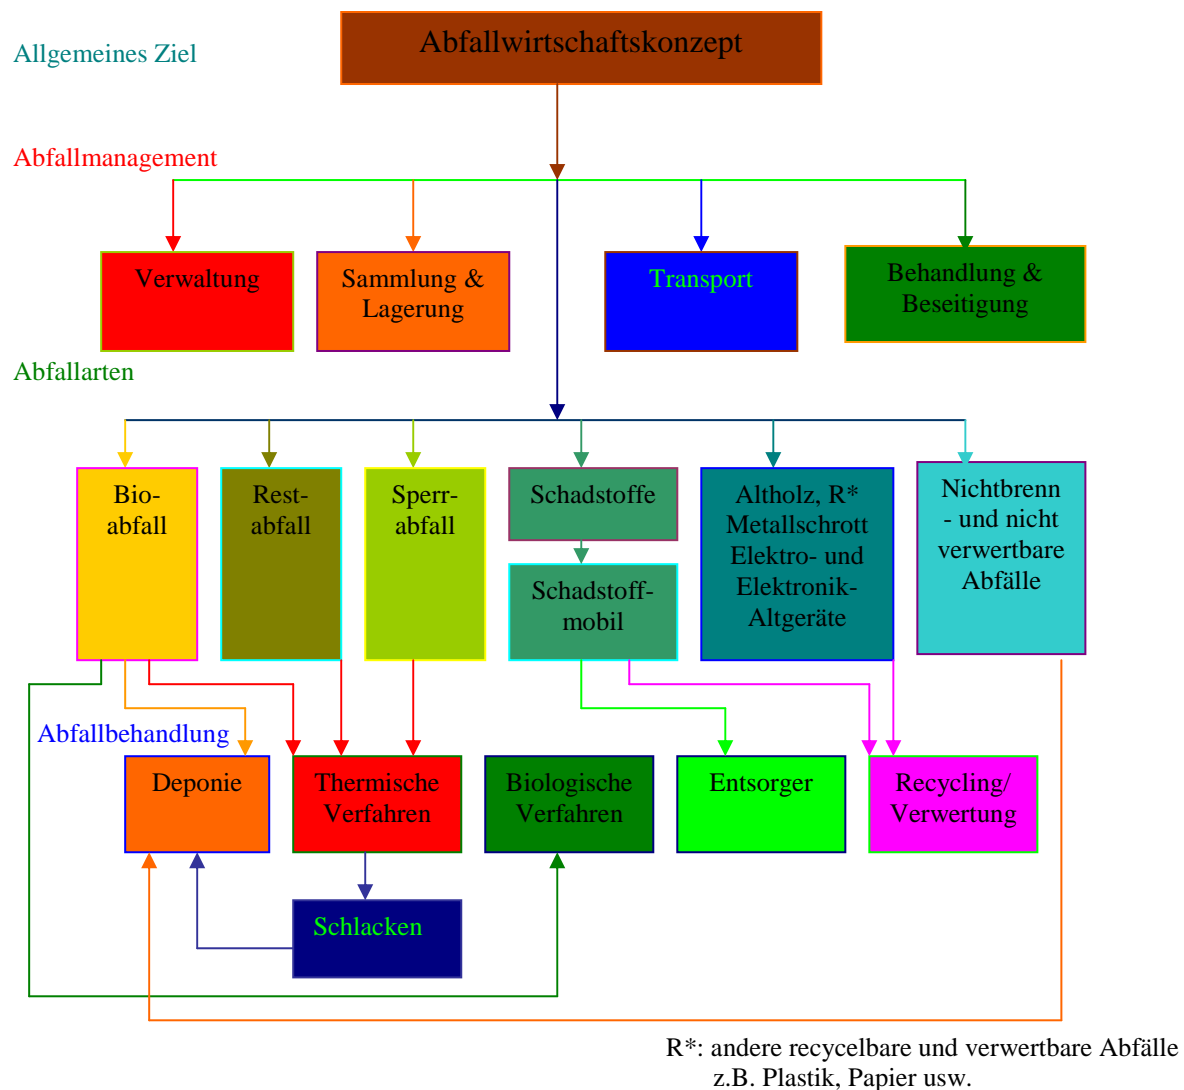 Abfallwirtschaftskonzept
Allgemeines Ziel
Abfallmanagement
Verwaltung
Sammlung &
Lagerung
Transport
Behandlung &
Beseitigung
Abfallarten
Bio-
abfall
Rest-
abfall
Sperr-
abfall
Schadstoffe
Schadstoff-
mobil
Altholz, R*
Metallschrott
Elektro- und
Elektronik-
Altgeräte
Nichtbrenn
- und nicht
verwertbare
Abfälle
Abfallbehandlung
Deponie
Thermische
Verfahren
Biologische
Verfahren
Entsorger
Recycling/
Verwertung
Schlacken
R*: andere recycelbare und verwertbare Abfälle
z.B. Plastik, Papier usw.